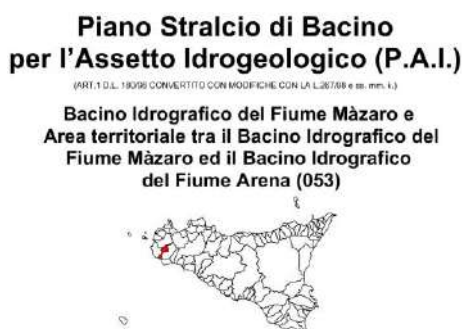 Piano Stralcio di Bacino
per l'Assetto Idrogeologico (P.A.I.)
(ART.1 D.L. 180/98 CONVERTITO CON MODIFICHE CON LA L.267/98 e ss. mm. ii.)
Bacino Idrografico del Fiume Màzaro e
Area territoriale tra il Bacino Idrografico del
Fiume Màzaro ed il Bacino Idrografico
del Fiume Arena (053)